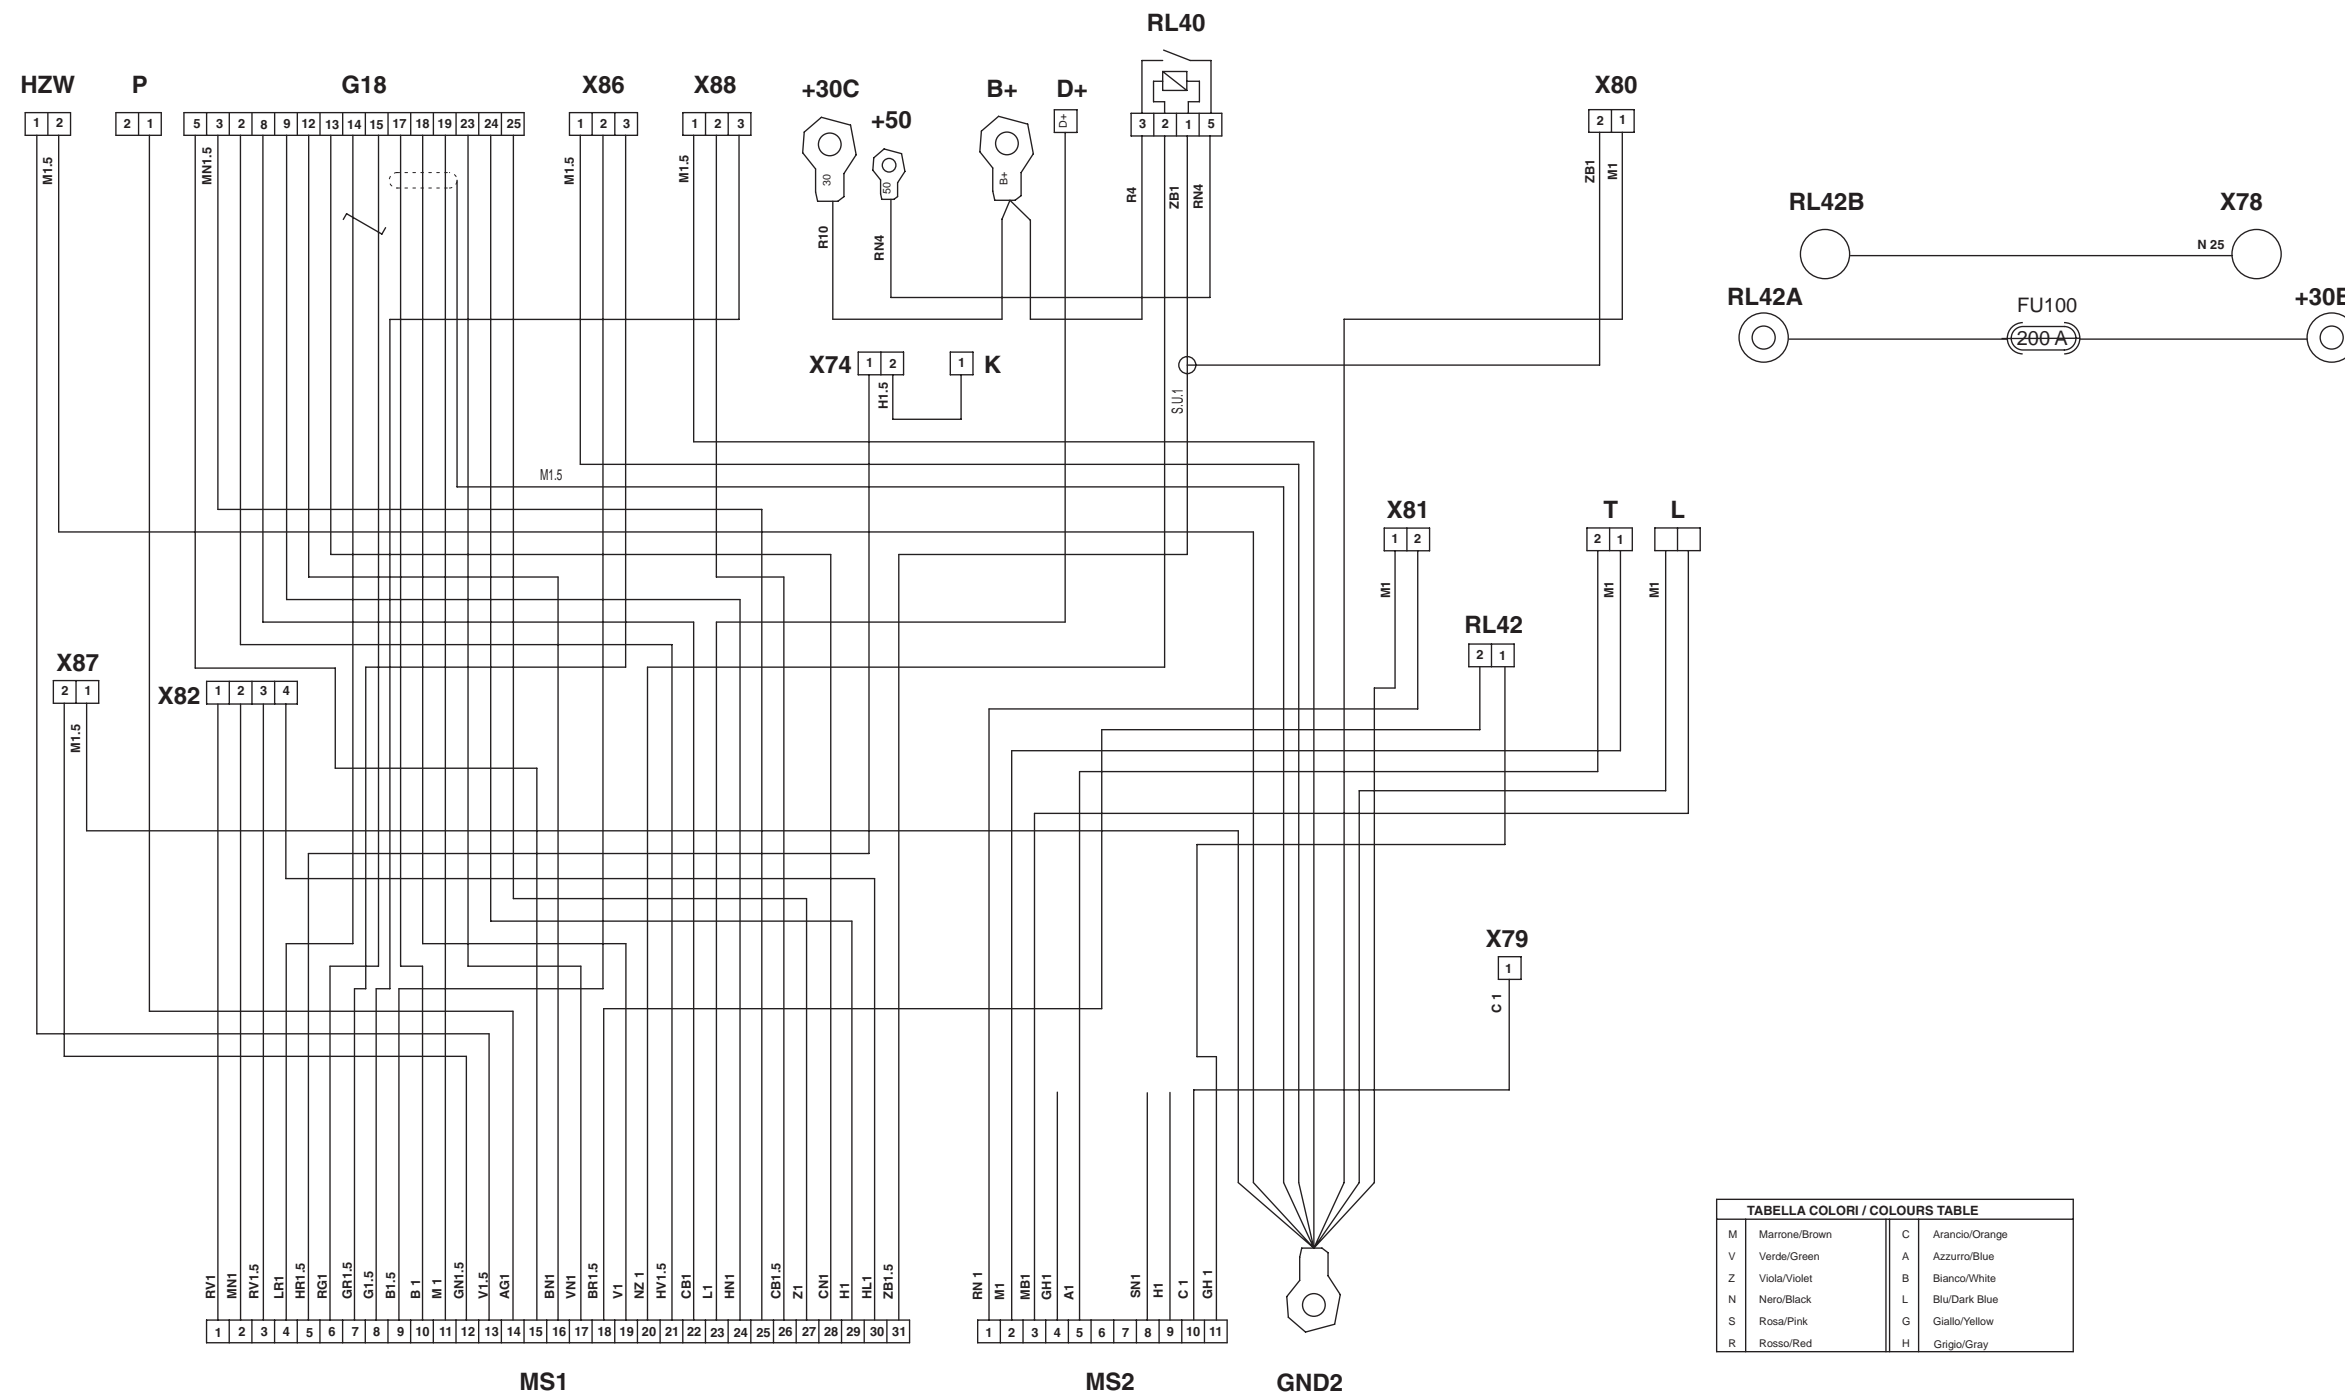 RL40
HZW P G18 X86 X88 +30C +50 B+ D+ X80
1 2
2 1
5 3 2 8 9 12 13 14 15 17 18 19 23 24 25
1 2 3
1 2 3
30
50
B+
D+
3 2 1 5
2 1
M1.5
MN1.5
M1.5
M1.5
R10
RN4
R4
ZB1
RN4
ZB1
M1
RL42B X78
N 25
RL42A +30B
FU100
200 A
X74 1 2
1 K
H1.5
S.U.1
M1.5
X81 T L
1 2
2 1
M1
M1
M1
RL42
2 1
X87
2 1
M1.5
X82 1 2 3 4
X79
1
C 1
RV1
MN1
RV1.5
LR1
HR1.5
RG1
GR1.5
G1.5
B1.5
B 1
M 1
GN1.5
V1.5
AG1
BN1
VN1
BR1.5
V1
NZ 1
HV1.5
CB1
L1
HN1
CB1.5
Z1
CN1
H1
HL1
ZB1.5
1 2 3 4 5 6 7 8 9 10 11 12 13 14 15 16 17 18 19 20 21 22 23 24 25 26 27 28 29 30 31
MS1
RN 1
M1
MB1
GH1
A1
SN1
H1
C 1
GH 1
1 2 3 4 5 6 7 8 9 10 11
MS2
GND2
TABELLA COLORI / COLOURS TABLE
M Marrone/Brown C Arancio/Orange
V Verde/Green A Azzurro/Blue
Z Viola/Violet B Bianco/White
N Nero/Black L Blu/Dark Blue
S Rosa/Pink G Giallo/Yellow
R Rosso/Red H Grigio/Gray